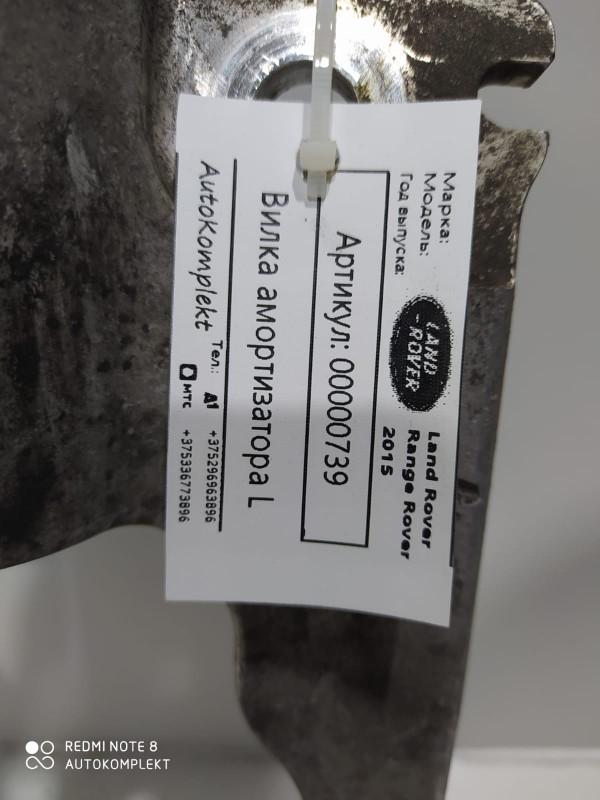 Марка: Land Rover
Модель: Range Rover
Год выпуска: 2015
LAND
-ROVER
Артикул: 00000739
Вилка амортизатора L
AutoKomplekt Тел.: A1 +375296963896
МТС +375336773896
REDMI NOTE 8
AUTOKOMPLEKT